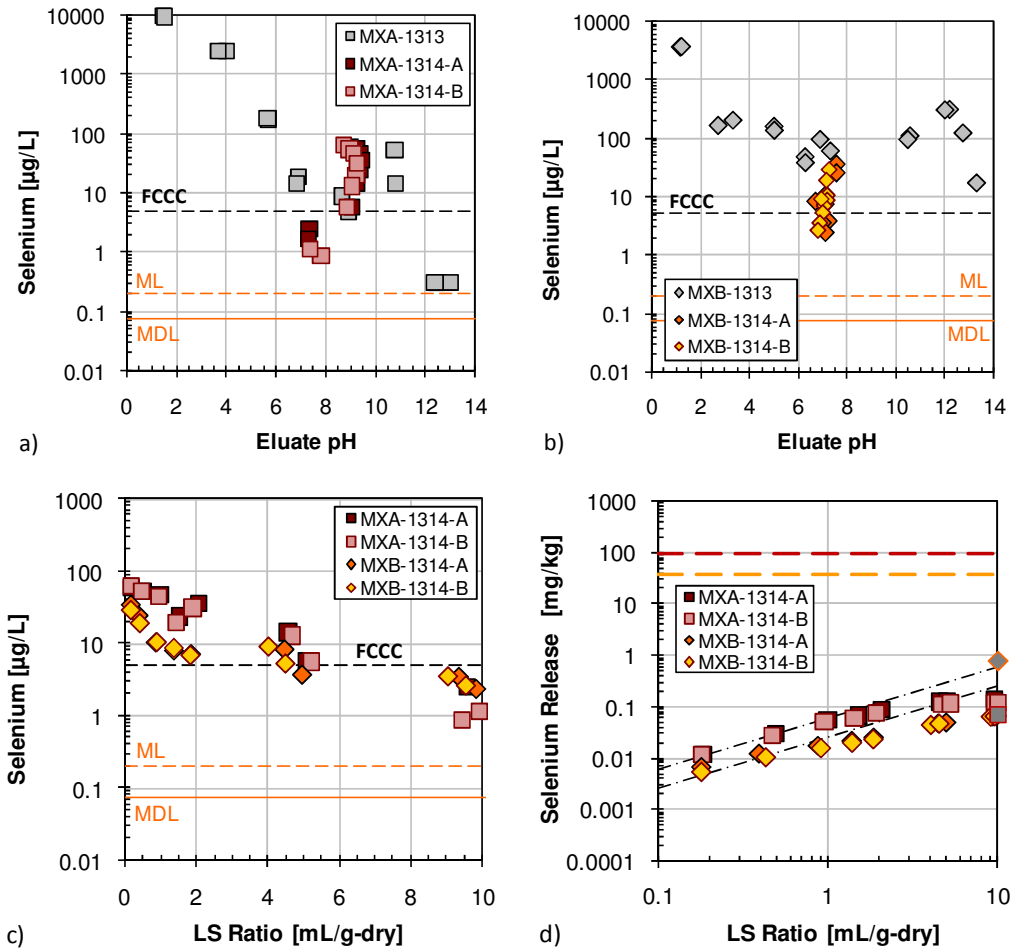 10000
1000
100
10
1
0.1
0.01
Selenium [µg/L]
MXA-1313
MXA-1314-A
MXA-1314-B
FCCC
ML
MDL
0 2 4 6 8 10 12 14
a) Eluate pH
10000
1000
100
10
1
0.1
0.01
Selenium [µg/L]
FCCC
ML
MXB-1313
MXB-1314-A
MXB-1314-B
MDL
0 2 4 6 8 10 12 14
b) Eluate pH
1000
100
10
1
0.1
0.01
Selenium [µg/L]
MXA-1314-A
MXA-1314-B
MXB-1314-A
MXB-1314-B
FCCC
ML
MDL
0 2 4 6 8 10
c) LS Ratio [mL/g-dry]
1000
100
10
1
0.1
0.01
0.001
0.0001
Selenium Release [mg/kg]
MXA-1314-A
MXA-1314-B
MXB-1314-A
MXB-1314-B
0.1 1 10
d) LS Ratio [mL/g-dry]